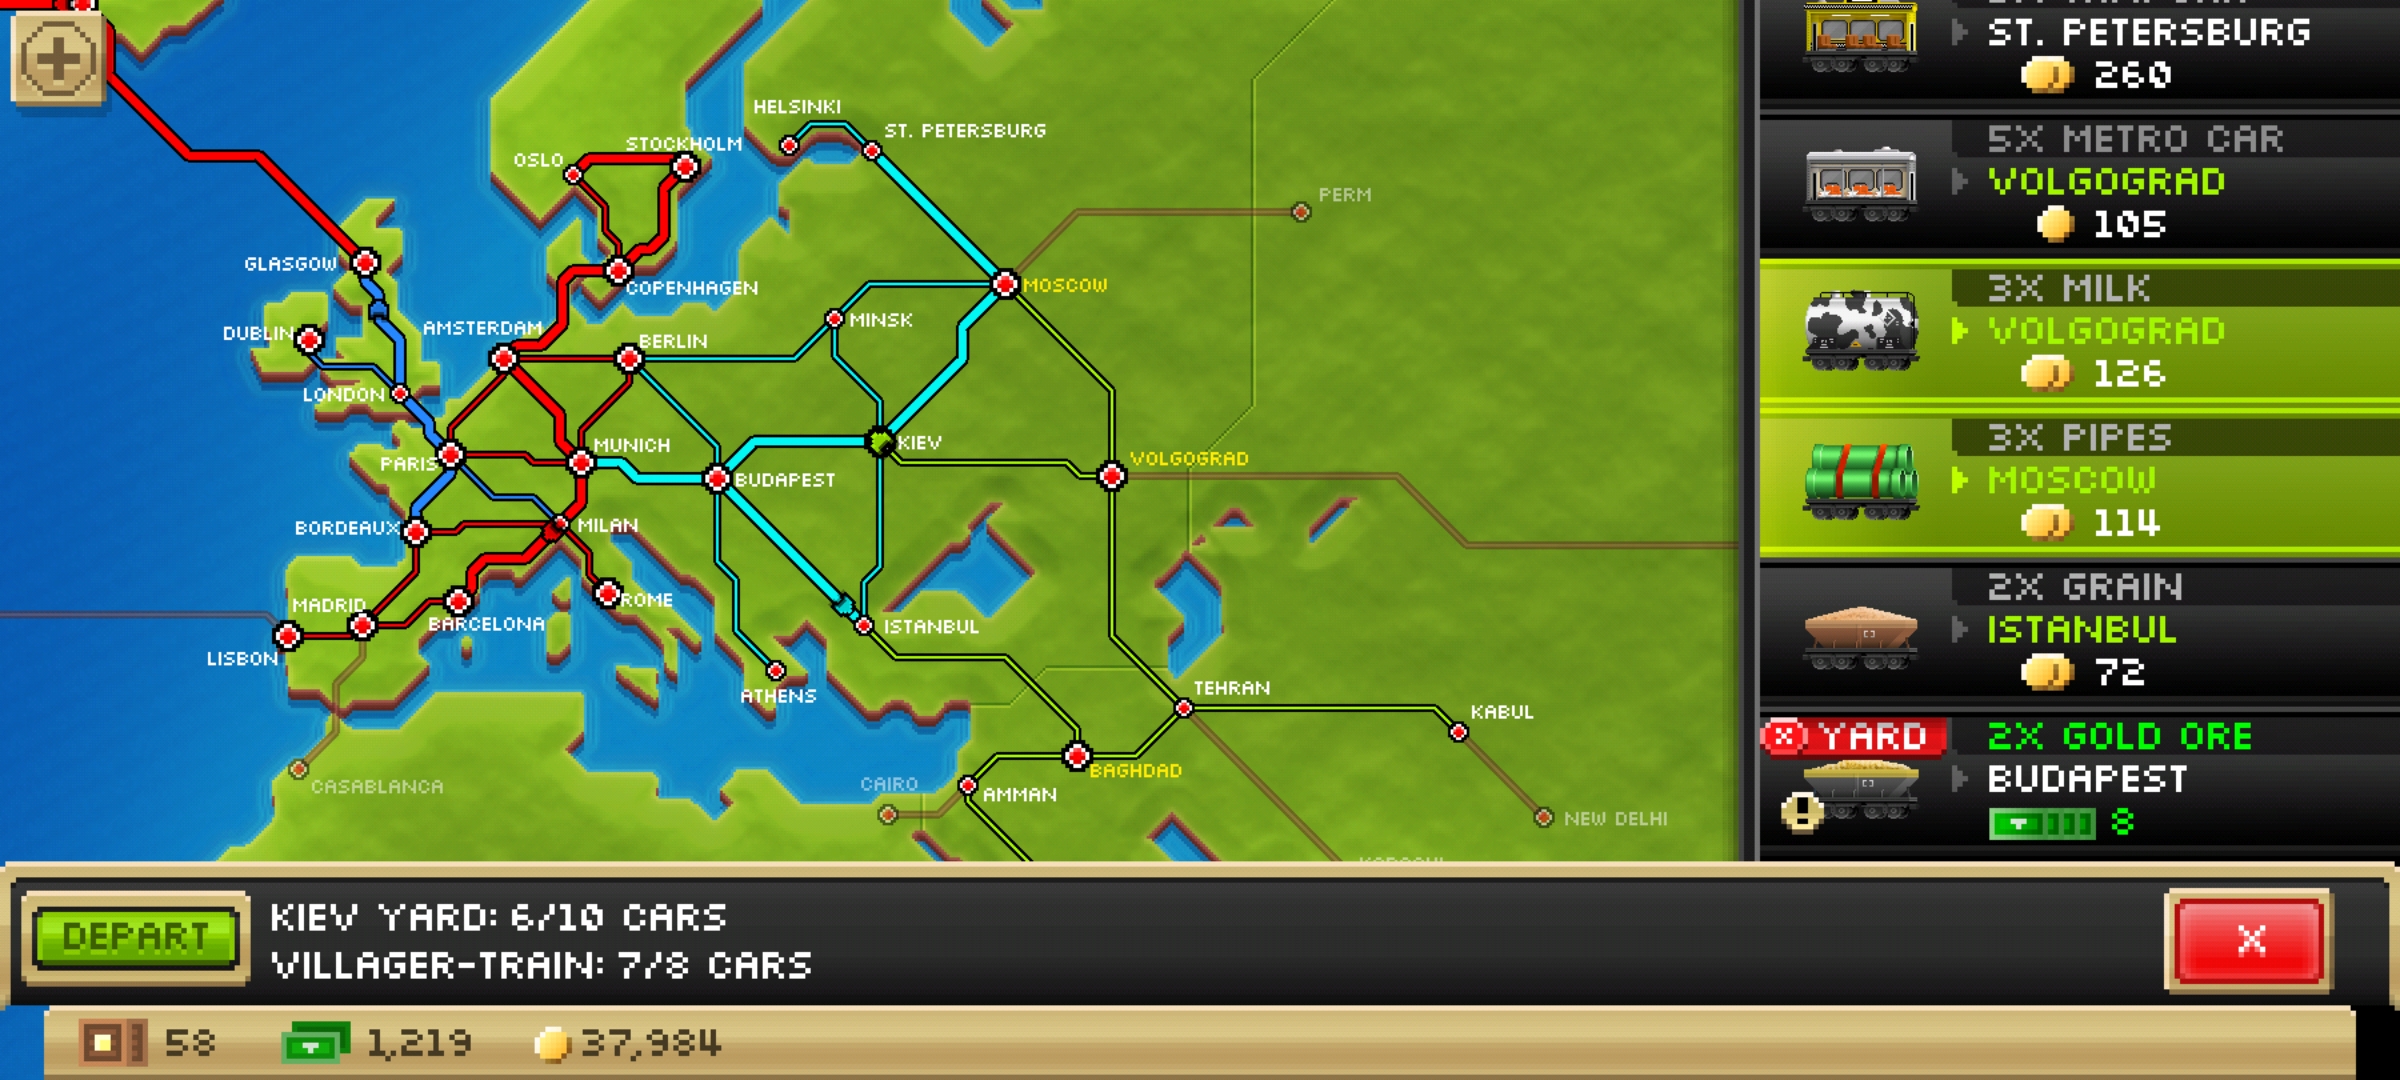 HELSINKI
ST. PETERSBURG
STOCKHOLM
OSLO
PERM
GLASGOW
COPENHAGEN
MOSCOW
DUBLIN
AMSTERDAM
BERLIN
MINSK
LONDON
MUNICH
KIEV
PARIS
VOLGOGRAD
BUDAPEST
BORDEAUX
MILAN
MADRID
ROME
BARCELONA
ISTANBUL
LISBON
ATHENS
TEHRAN
KABUL
CASABLANCA
CAIRO
BAGHDAD
AMMAN
NEW DELHI
ST. PETERSBURG
260
5X METRO CAR
VOLGOGRAD
105
3X MILK
VOLGOGRAD
126
3X PIPES
MOSCOW
114
2X GRAIN
ISTANBUL
72
X YARD
2X GOLD ORE
BUDAPEST
8
DEPART
KIEV YARD: 6/10 CARS
VILLAGER-TRAIN: 7/8 CARS
X
58
1,219
37,984